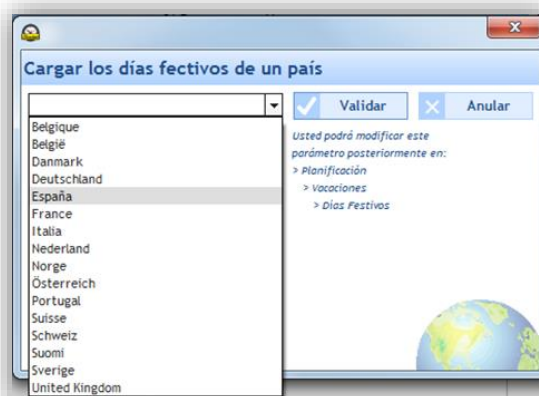 Cargar los días fectivos de un país
Validar
Anular
Belgique
België
Danmark
Deutschland
España
France
Italia
Nederland
Norge
Österreich
Portugal
Suisse
Schweiz
Suomi
Sverige
United Kingdom
Usted podrá modificar este
parámetro posteriormente en:
> Planificación
> Vacaciones
> Días Festivos